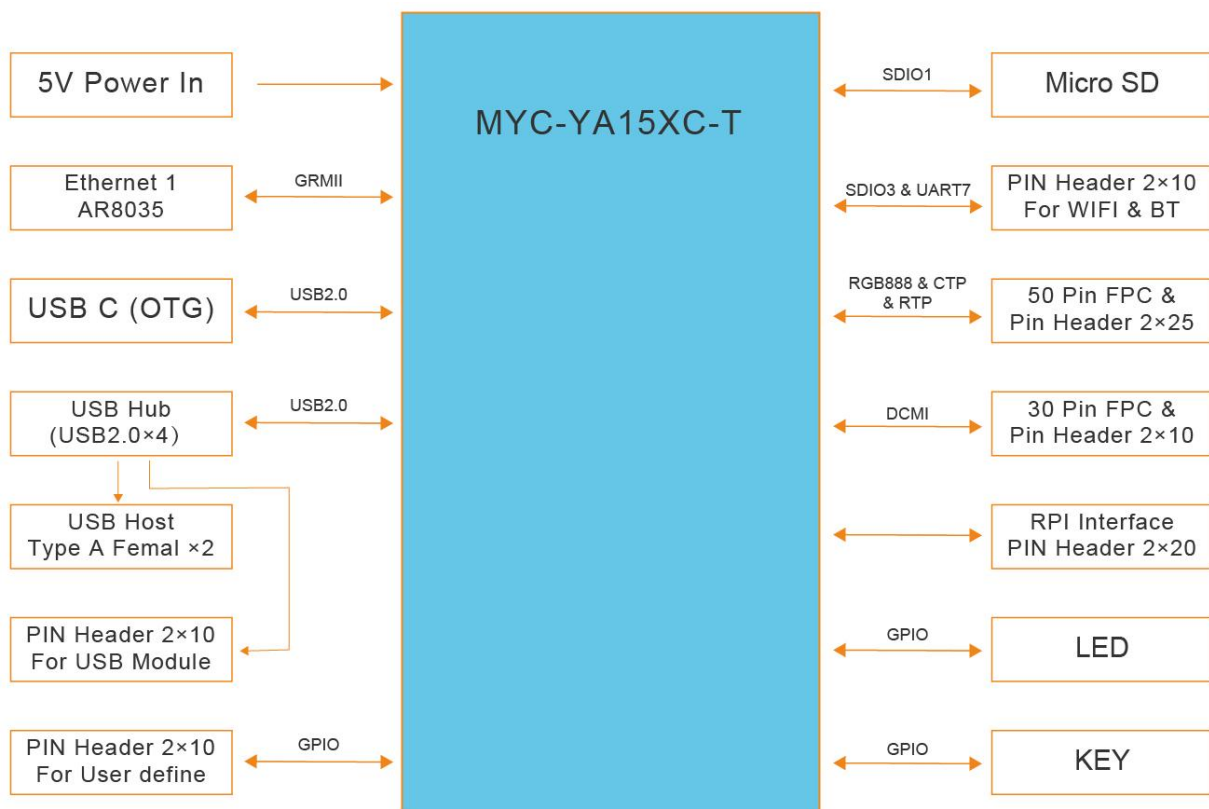 5V Power In
Ethernet 1
AR8035
GRMII
USB C (OTG)
USB2.0
USB Hub
(USB2.0×4)
USB2.0
USB Host
Type A Femal ×2
PIN Header 2×10
For USB Module
PIN Header 2×10
For User define
GPIO
MYC-YA15XC-T
SDIO1
Micro SD
SDIO3 & UART7
PIN Header 2×10
For WIFI & BT
RGB888 & CTP
& RTP
50 Pin FPC &
Pin Header 2×25
DCMI
30 Pin FPC &
Pin Header 2×10
RPI Interface
PIN Header 2×20
GPIO
LED
GPIO
KEY